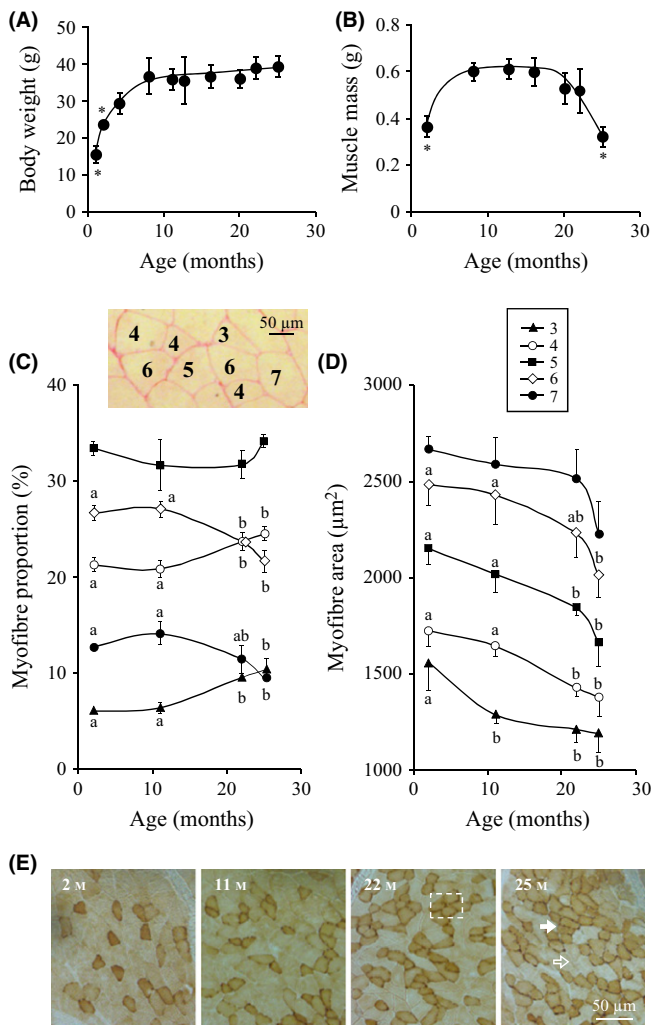 (A)
50
40
30
20
10
0
Body weight (g)
*
*
0 10 20 30
Age (months)
(B)
0.8
0.6
0.4
0.2
0
Muscle mass (g)
*
*
0 10 20 30
Age (months)
4 4 3 50 µm
6 5 6 7
4
3
4
5
6
7
(C)
40
30
20
10
0
Myofibre proportion (%)
a a
b
b
a a
b
b
a a ab b
a a
b
b
0 10 20 30
Age (months)
(D)
3000
2500
2000
1500
1000
Myofibre area (µm²)
a a ab b
a a
b
b
a a
b
b
a
b
b
b
0 10 20 30
Age (months)
(E)
2 M 11 M 22 M 25 M
50 µm